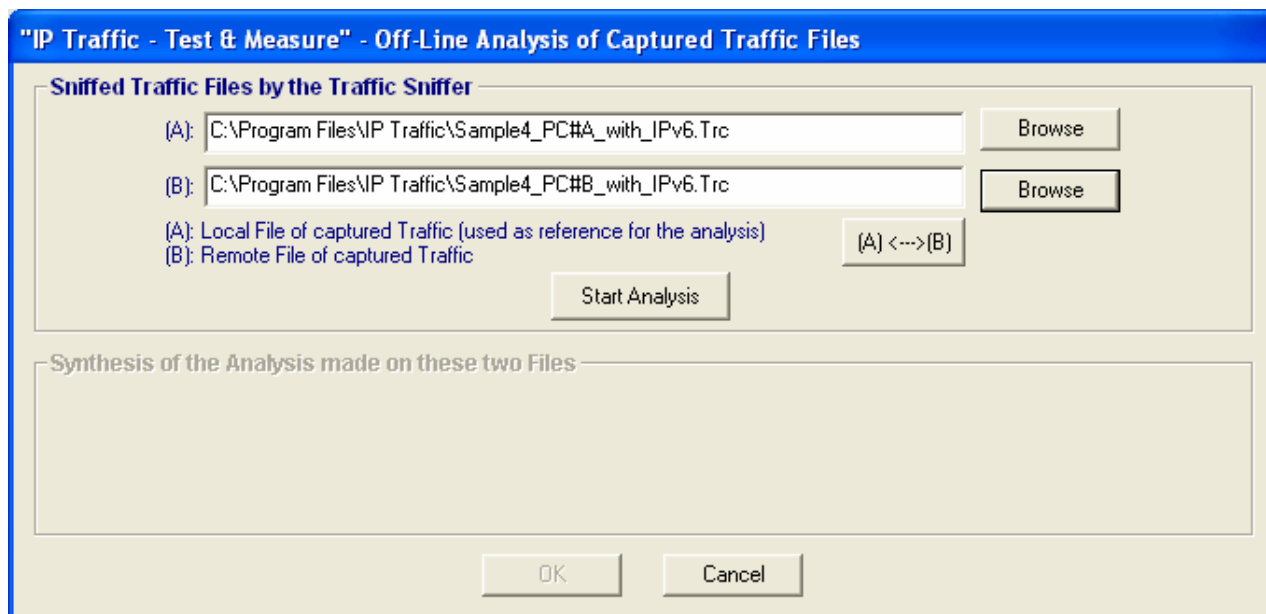 "IP Traffic - Test & Measure" - Off-Line Analysis of Captured Traffic Files
Sniffed Traffic Files by the Traffic Sniffer
(A): C:\Program Files\IP Traffic\Sample4_PC#A_with_IPv6.Trc Browse
(B): C:\Program Files\IP Traffic\Sample4_PC#B_with_IPv6.Trc Browse
(A): Local File of captured Traffic (used as reference for the analysis)
(B): Remote File of captured Traffic
(A) <--->(B)
Start Analysis
Synthesis of the Analysis made on these two Files
OK Cancel